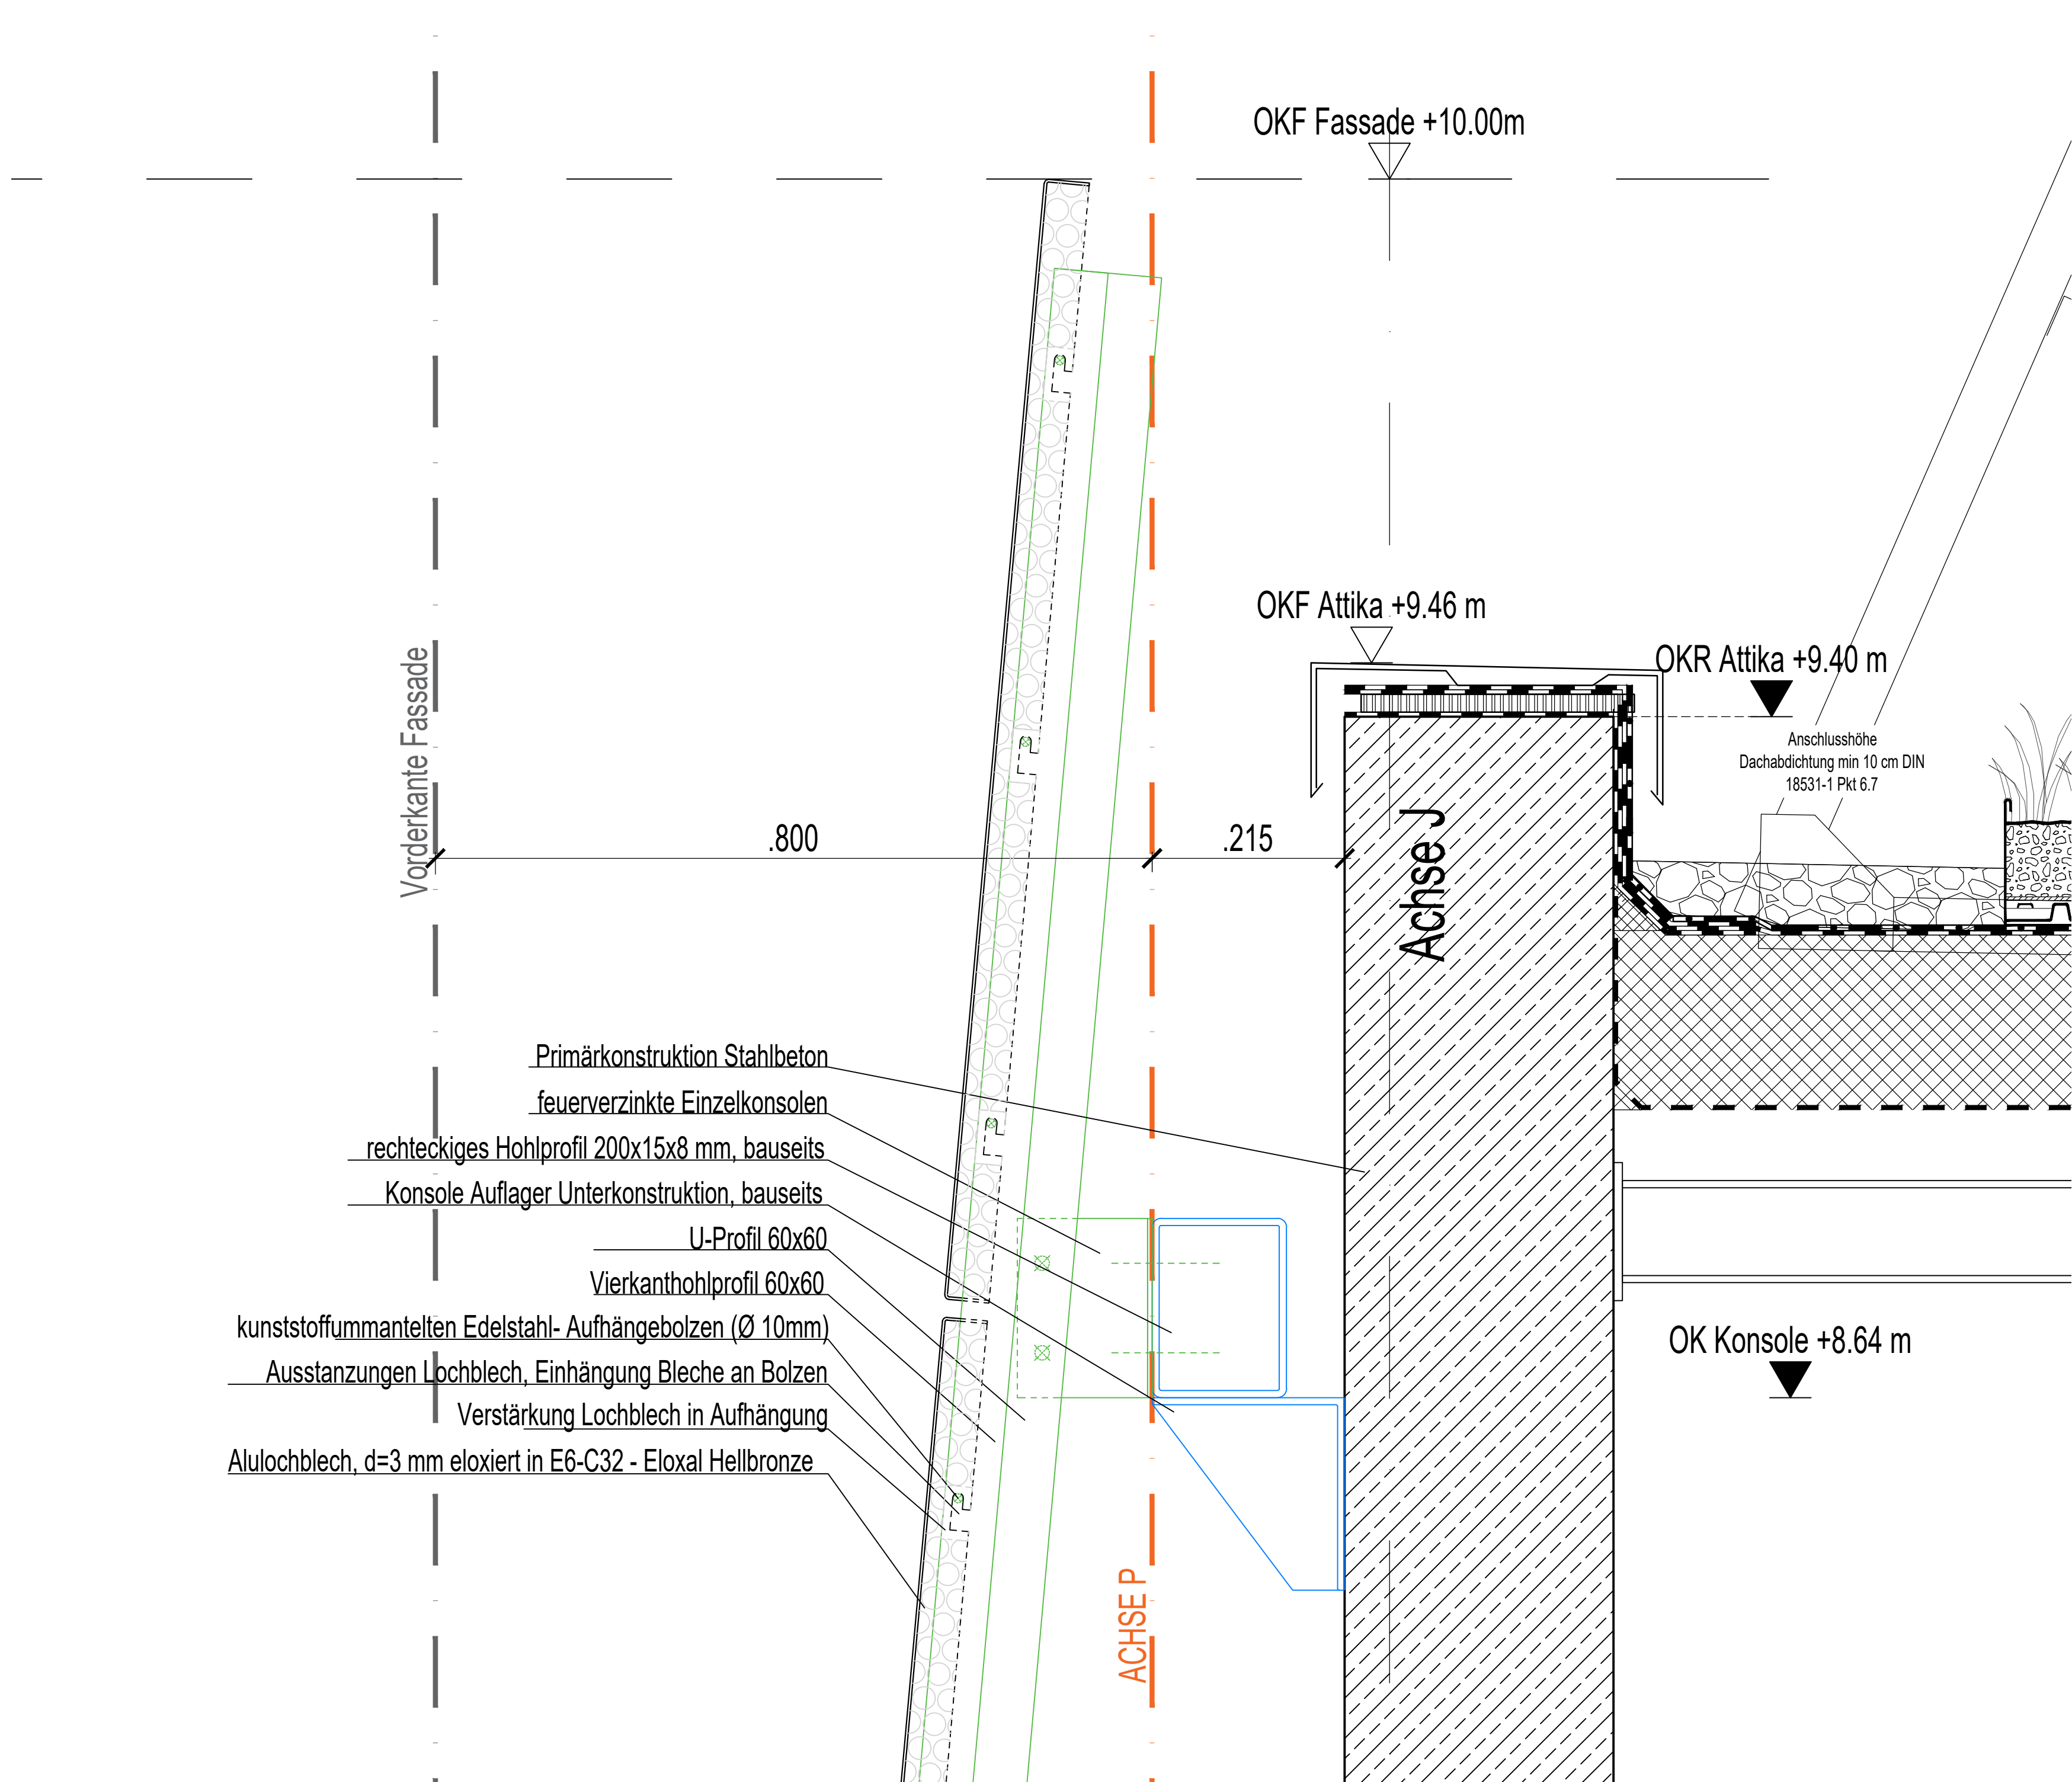 OKF Fassade +10.00m
OKF Attika +9.46 m
OKR Attika +9.40 m
Anschlusshöhe
Dachabdichtung min 10 cm DIN
18531-1 Pkt 6.7
Vorderkante Fassade
.800
.215
Achse J
Primärkonstruktion Stahlbeton
feuerverzinkte Einzelkonsolen
rechteckiges Hohlprofil 200x15x8 mm, bauseits
Konsole Auflager Unterkonstruktion, bauseits
U-Profil 60x60
Vierkanthohlprofil 60x60
kunststoffummantelten Edelstahl- Aufhängebolzen (Ø 10mm)
Ausstanzungen Lochblech, Einhängung Bleche an Bolzen
Verstärkung Lochblech in Aufhängung
Alulochblech, d=3 mm eloxiert in E6-C32 - Eloxal Hellbronze
OK Konsole +8.64 m
ACHSE P